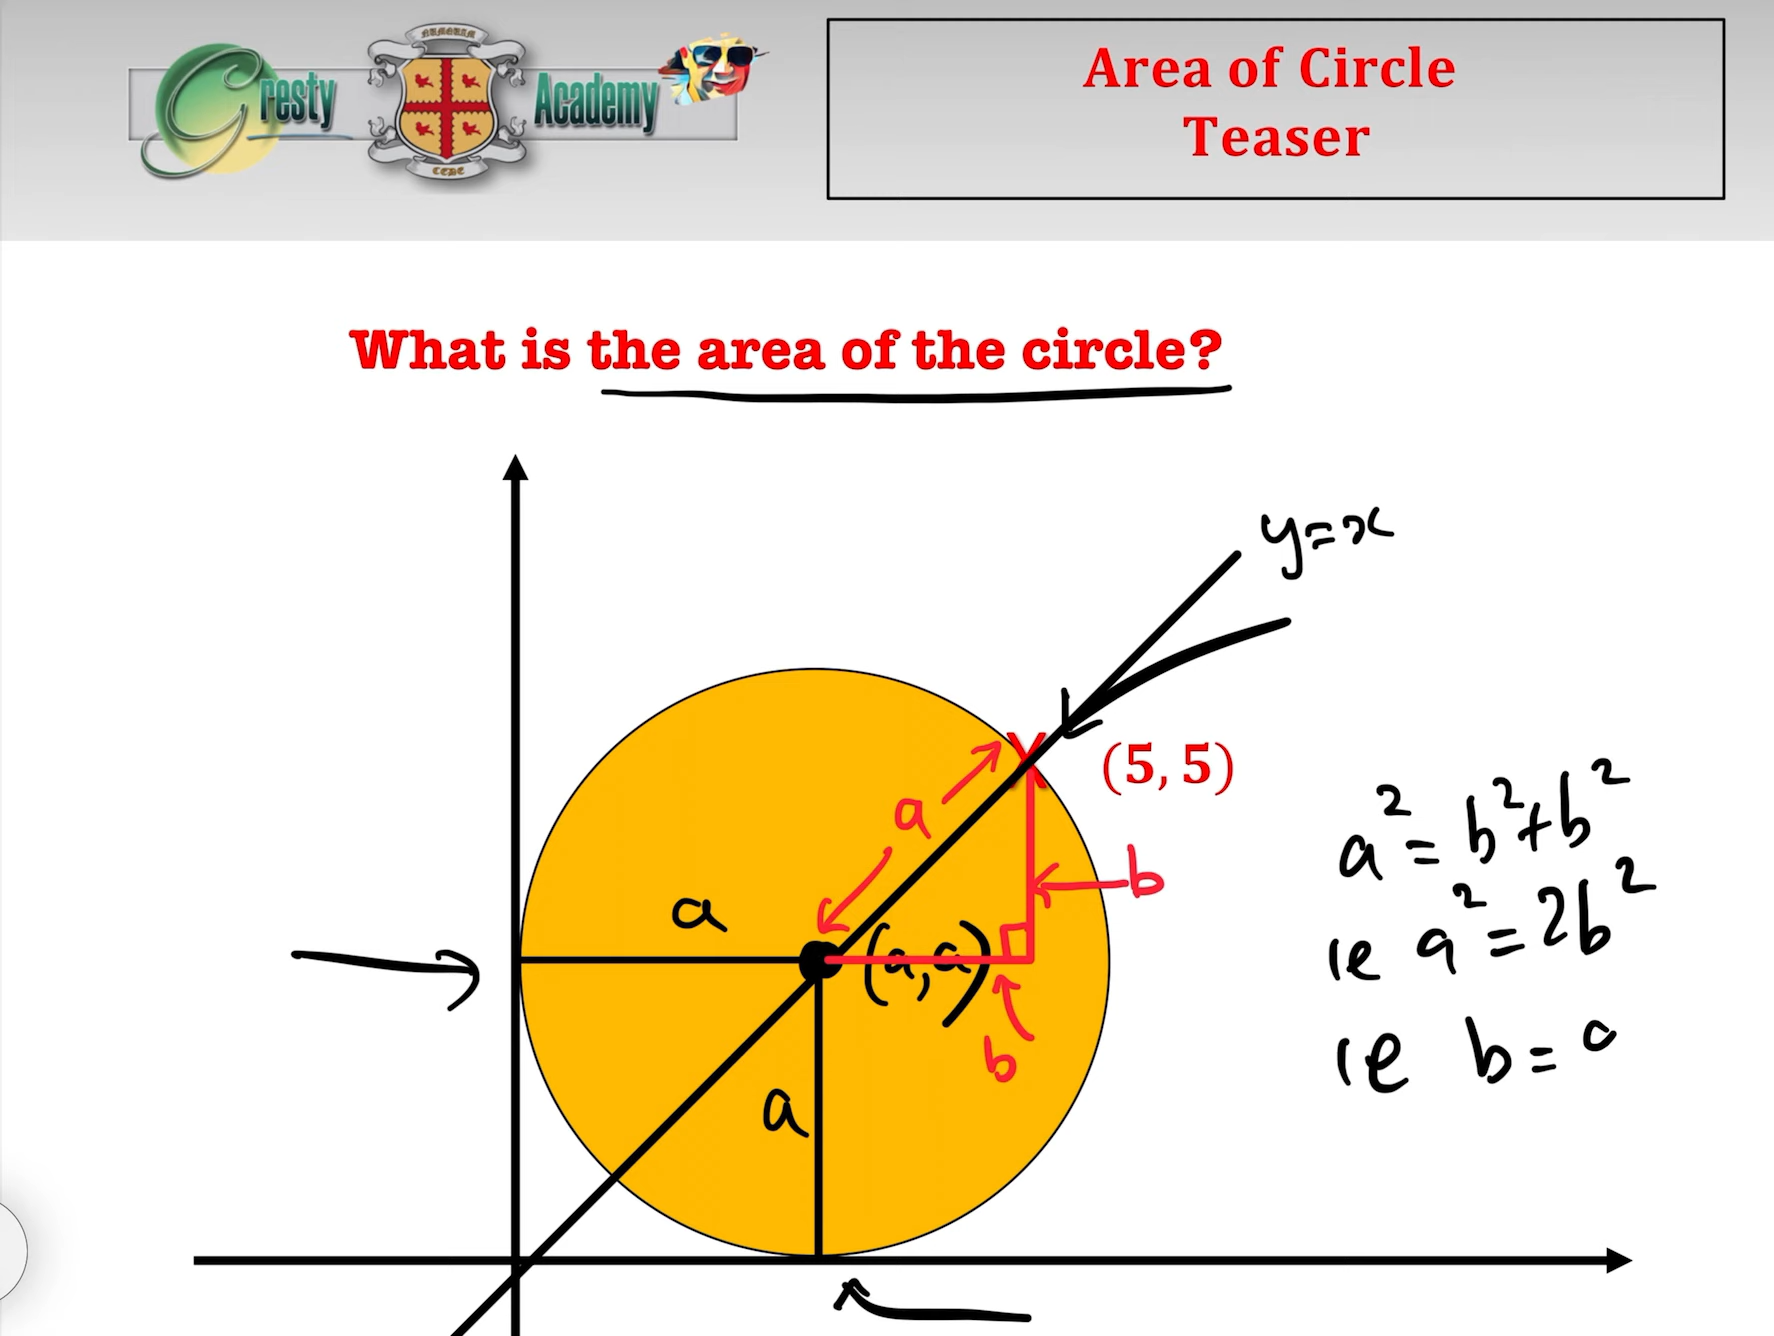 Gresty
Academy
CEDE
Area of Circle
Teaser
What is the area of the circle?
y=x
(5, 5)
a
a
(a,a)
b
b
a
a²=b²+b²
ie a²=2b²
ie b=